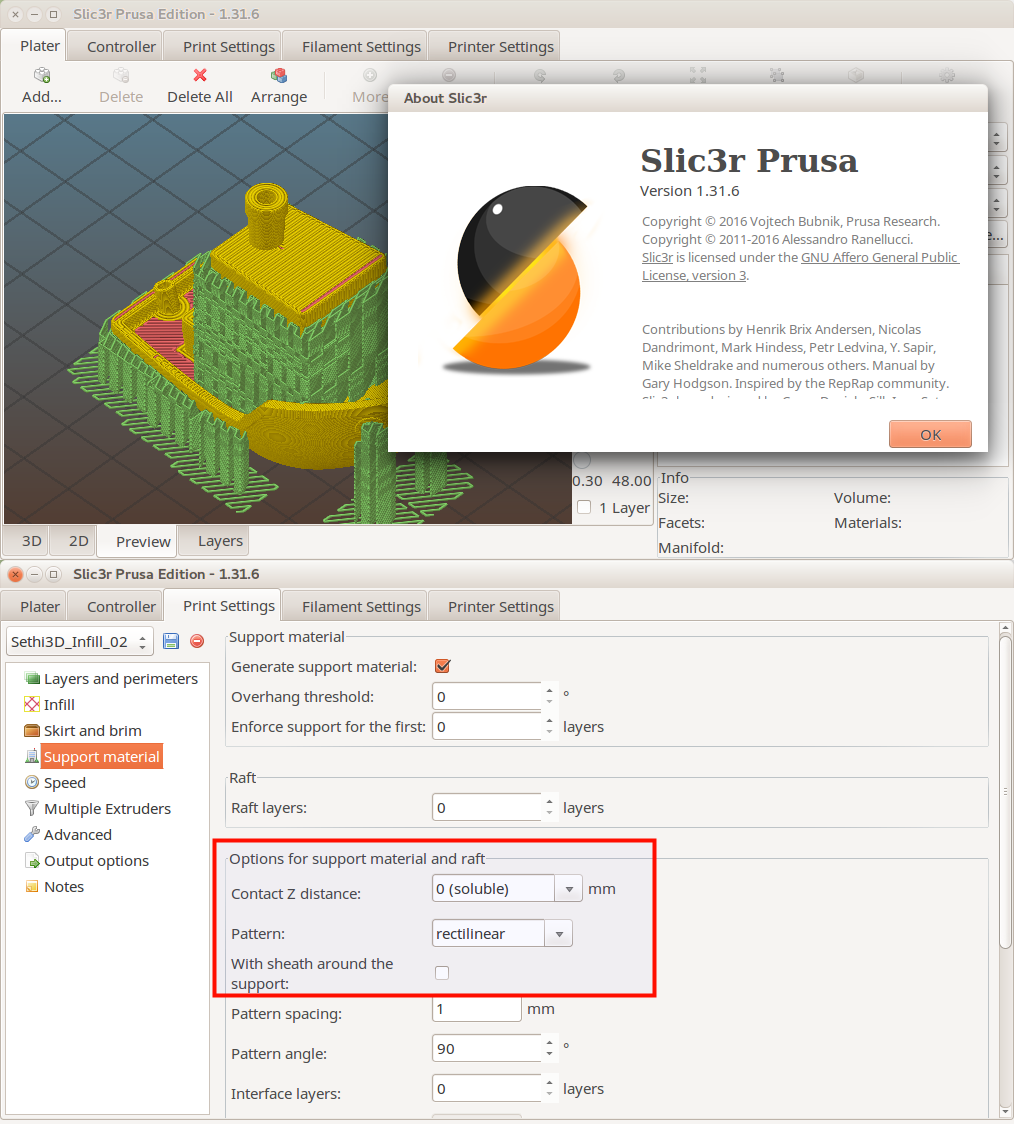 Slic3r Prusa Edition - 1.31.6
Plater Controller Print Settings Filament Settings Printer Settings
Add... Delete Delete All Arrange More
About Slic3r
Slic3r Prusa
Version 1.31.6
Copyright © 2016 Vojtech Bubnik, Prusa Research.
Copyright © 2011-2016 Alessandro Ranellucci.
Slic3r is licensed under the GNU Affero General Public
License, version 3.
e...
Contributions by Henrik Brix Andersen, Nicolas
Dandrimont, Mark Hindess, Petr Ledvina, Y. Sapir,
Mike Sheldrake and numerous others. Manual by
Gary Hodgson. Inspired by the RepRap community.
OK
0.30 48.00
1 Layer
Info
Size: Volume:
Facets: Materials:
Manifold:
3D 2D Preview Layers
Slic3r Prusa Edition - 1.31.6
Plater Controller Print Settings Filament Settings Printer Settings
Sethi3D_Infill_02
Layers and perimeters
Infill
Skirt and brim
Support material
Speed
Multiple Extruders
Advanced
Output options
Notes
Support material
Generate support material:
Overhang threshold: 0 °
Enforce support for the first: 0 layers
Raft
Raft layers: 0 layers
Options for support material and raft
Contact Z distance: 0 (soluble) mm
Pattern: rectilinear
With sheath around the
support:
Pattern spacing: 1 mm
Pattern angle: 90 °
Interface layers: 0 layers